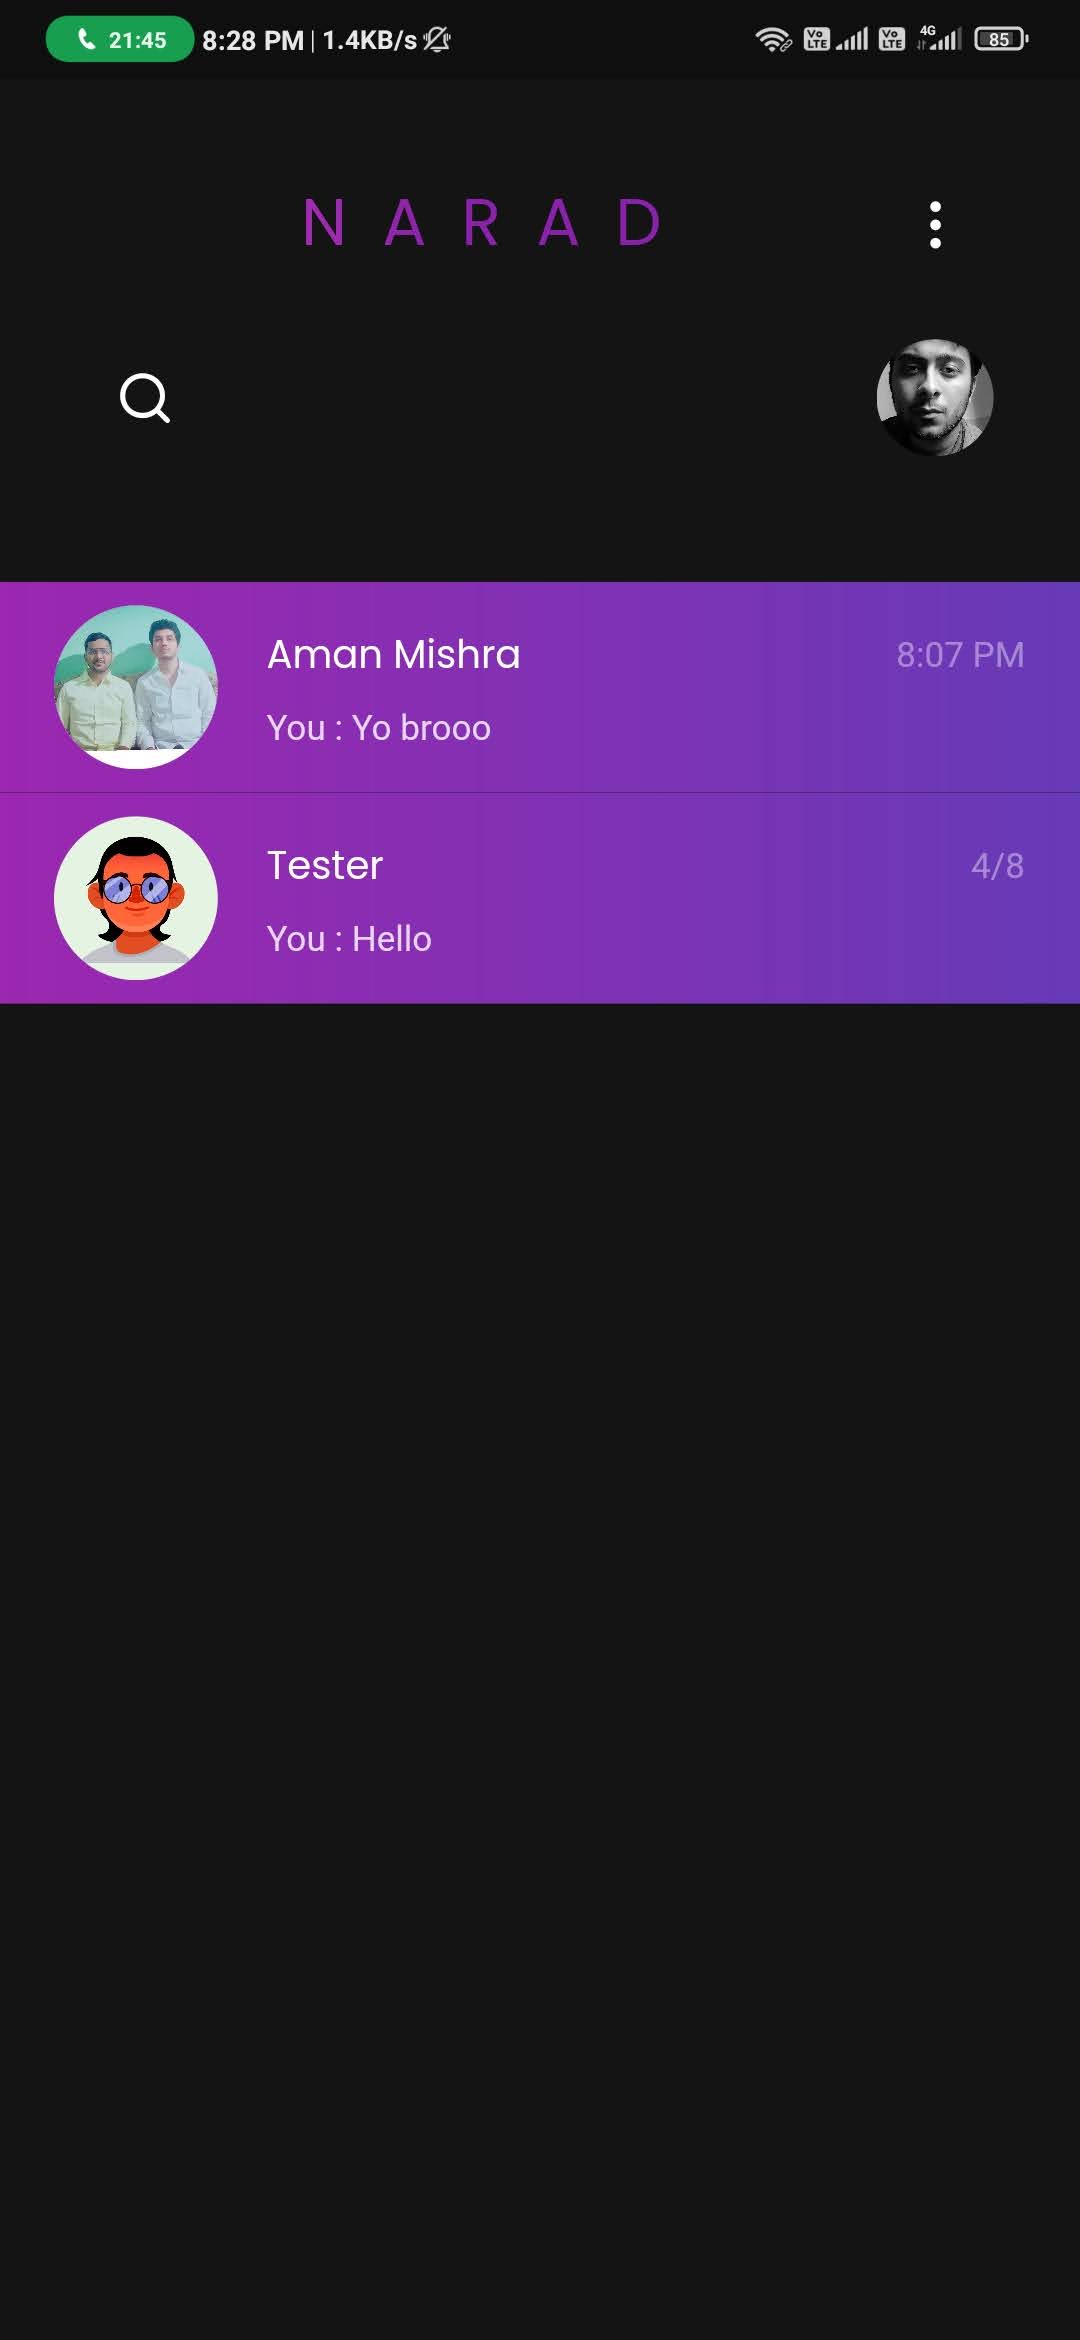 21:45 8:28 PM | 1.4KB/s Vo LTE Vo LTE 4G 85
N A R A D
Aman Mishra 8:07 PM
You : Yo brooo
Tester 4/8
You : Hello